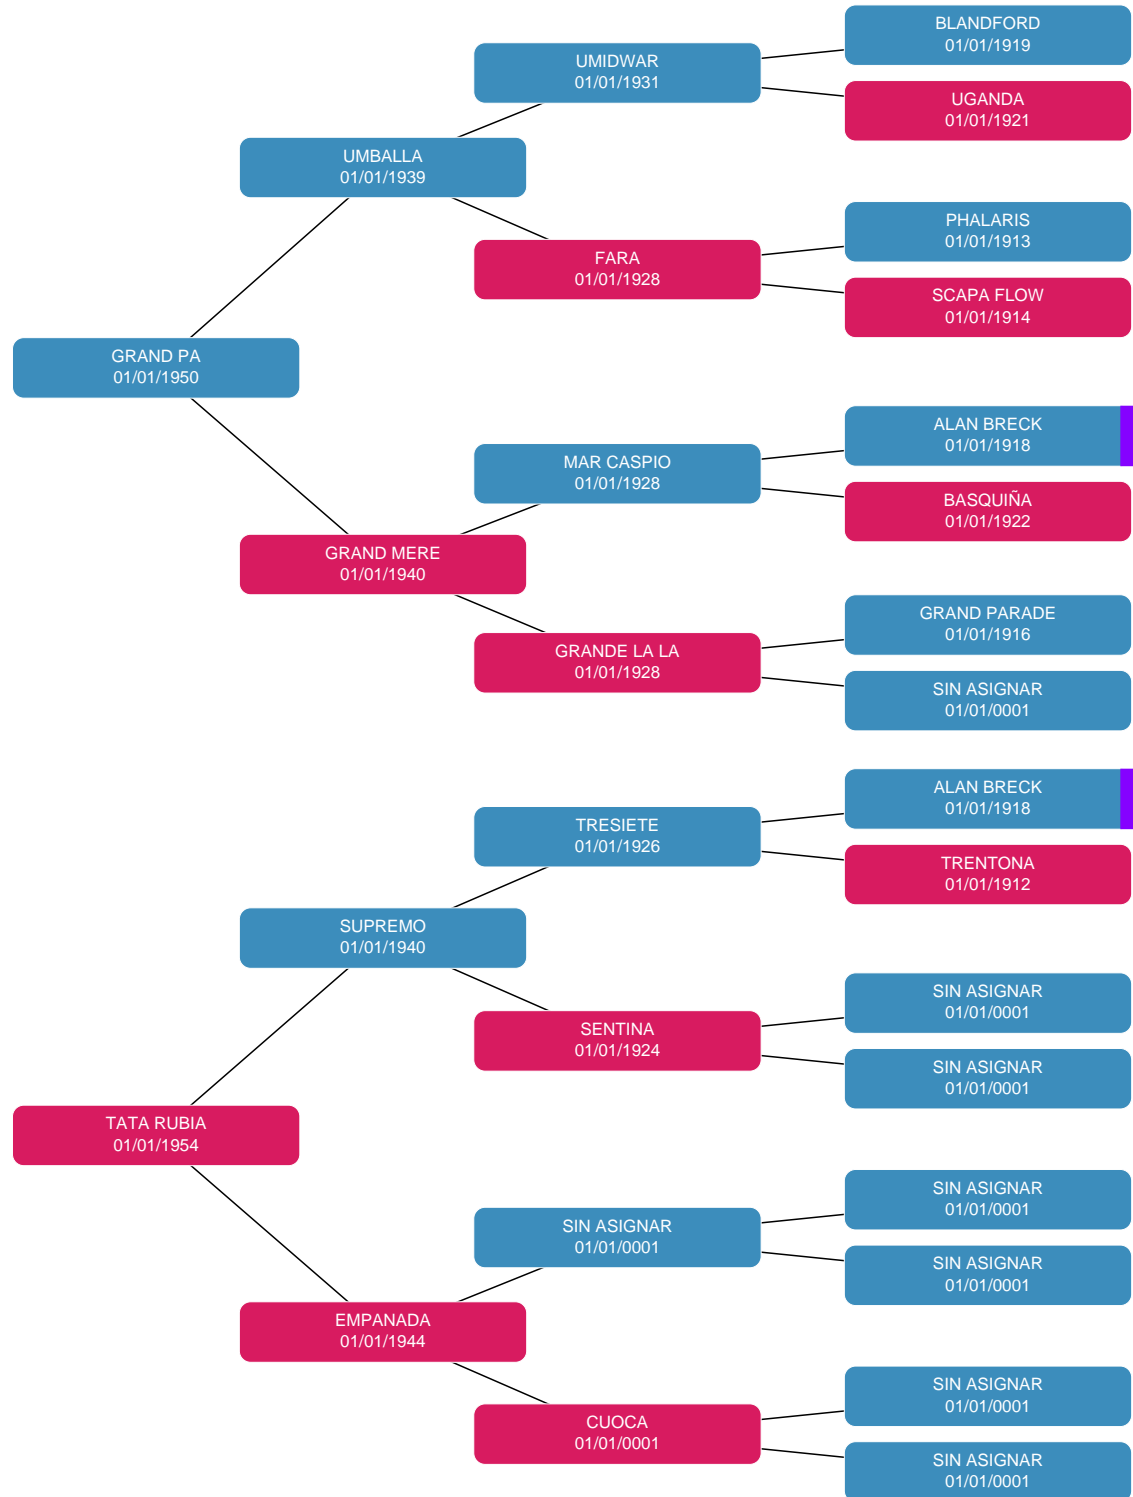 BLANDFORD
01/01/1919
UMIDWAR
01/01/1931
UGANDA
01/01/1921
UMBALLA
01/01/1939
PHALARIS
01/01/1913
FARA
01/01/1928
SCAPA FLOW
01/01/1914
GRAND PA
01/01/1950
ALAN BRECK
01/01/1918
MAR CASPIO
01/01/1928
BASQUIÑA
01/01/1922
GRAND MERE
01/01/1940
GRAND PARADE
01/01/1916
GRANDE LA LA
01/01/1928
SIN ASIGNAR
01/01/0001
ALAN BRECK
01/01/1918
TRESIETE
01/01/1926
TRENTONA
01/01/1912
SUPREMO
01/01/1940
SIN ASIGNAR
01/01/0001
SENTINA
01/01/1924
SIN ASIGNAR
01/01/0001
TATA RUBIA
01/01/1954
SIN ASIGNAR
01/01/0001
SIN ASIGNAR
01/01/0001
SIN ASIGNAR
01/01/0001
EMPANADA
01/01/1944
SIN ASIGNAR
01/01/0001
CUOCA
01/01/0001
SIN ASIGNAR
01/01/0001